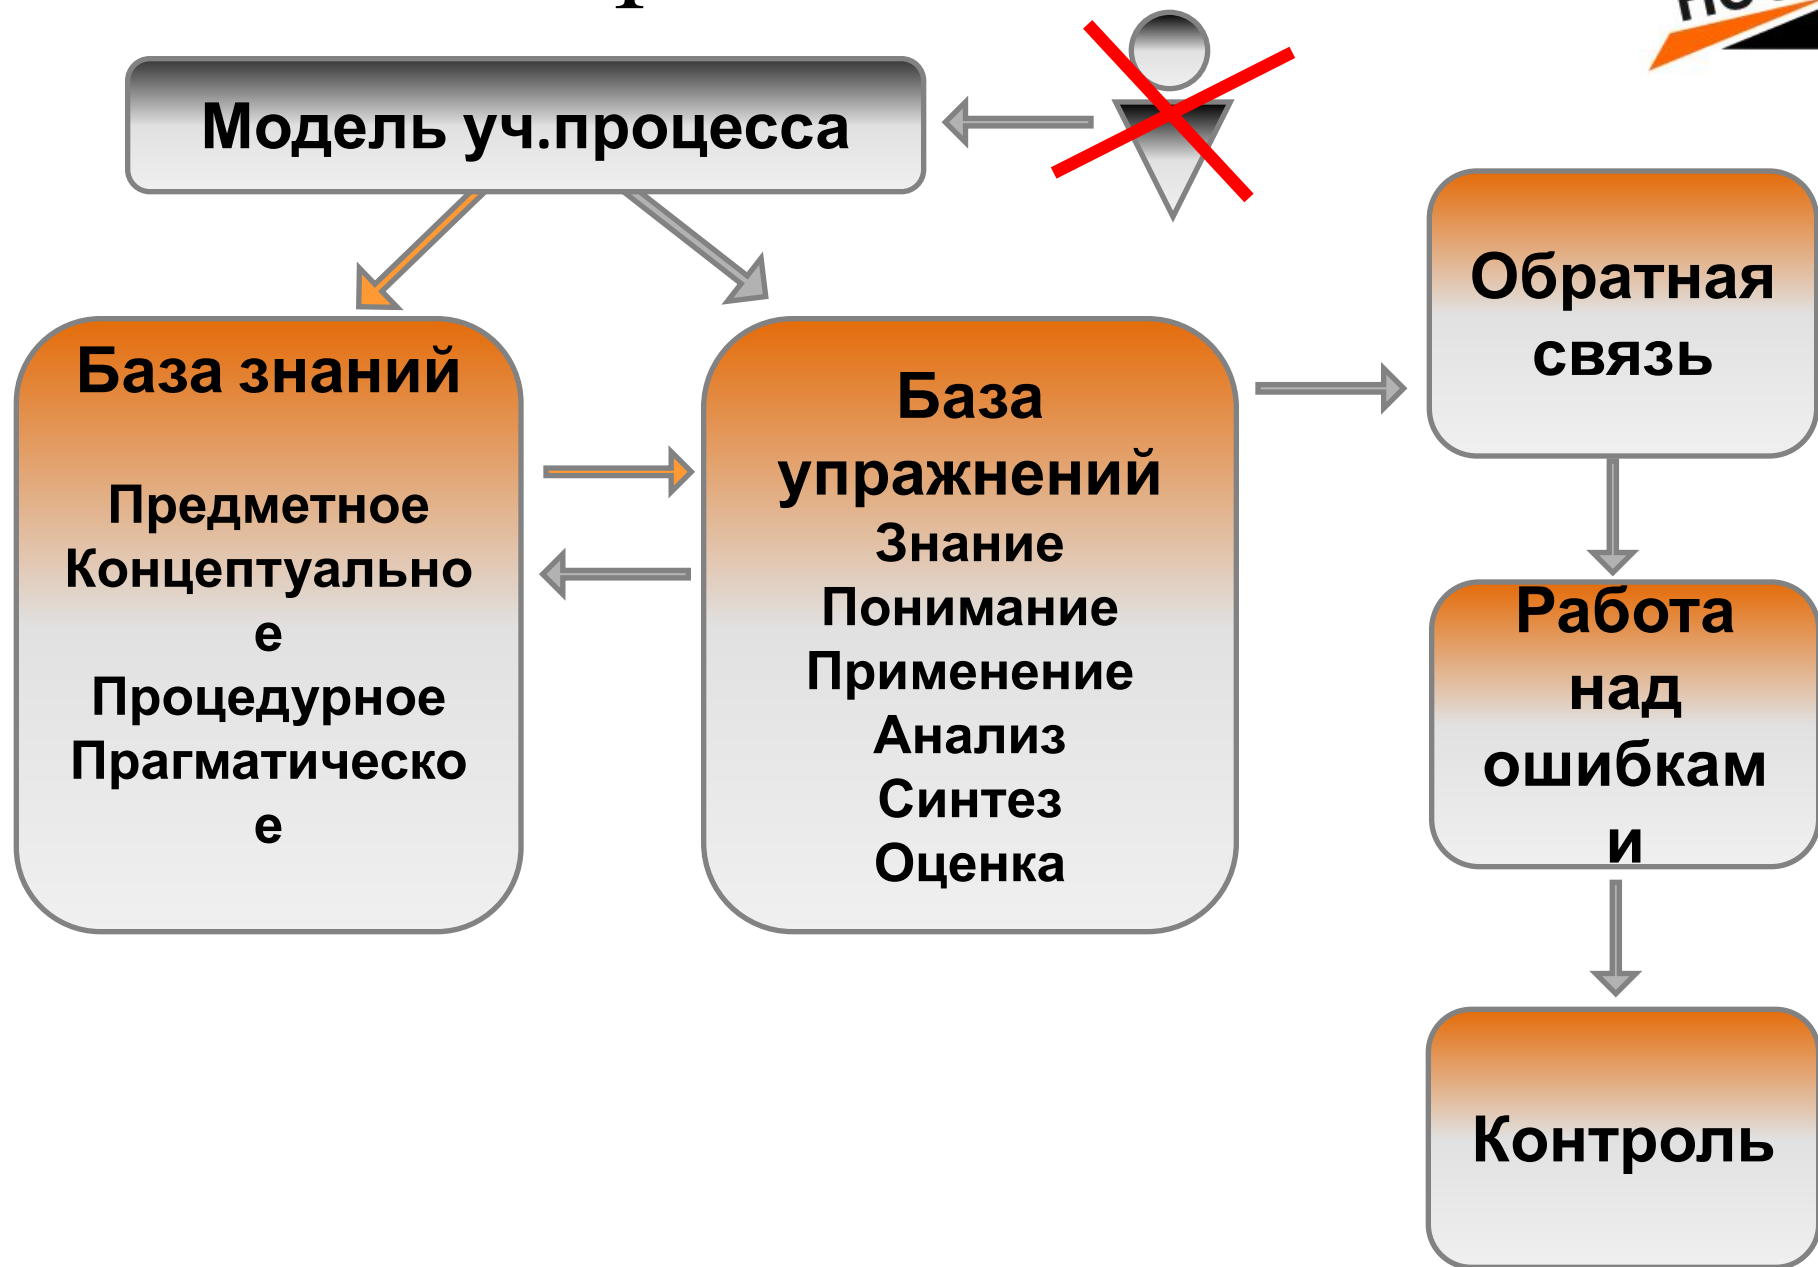 Модель уч.процесса
База знаний
Предметное
Концептуально
е
Процедурное
Прагматическо
е
База
упражнений
Знание
Понимание
Применение
Анализ
Синтез
Оценка
Обратная
связь
Работа
над
ошибкам
и
Контроль